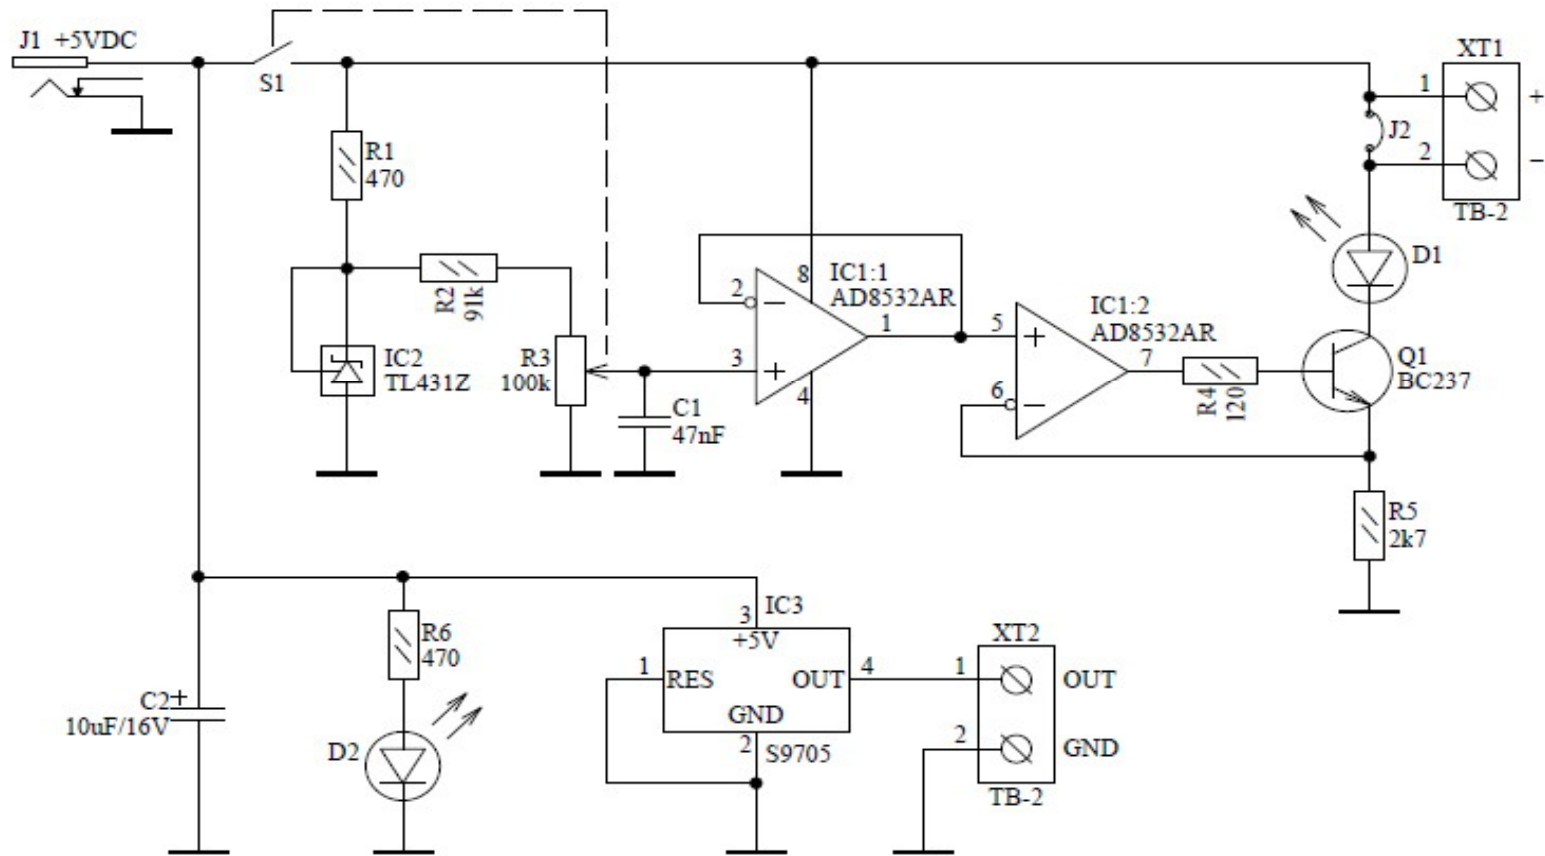 J1 +5VDC
S1
XT1
1
+
J2
2
−
TB-2
R1
470
D1
R2
91k
8
IC1:1
AD8532AR
2
−
1
3
+
4
IC1:2
AD8532AR
5
+
7
6
−
R4
120
Q1
BC237
IC2
TL431Z
R3
100k
C1
47nF
R5
2k7
3
IC3
+5V
R6
470
1
RES
OUT
4
GND
2
S9705
XT2
1
OUT
2
GND
TB-2
C2
+
10uF/16V
D2